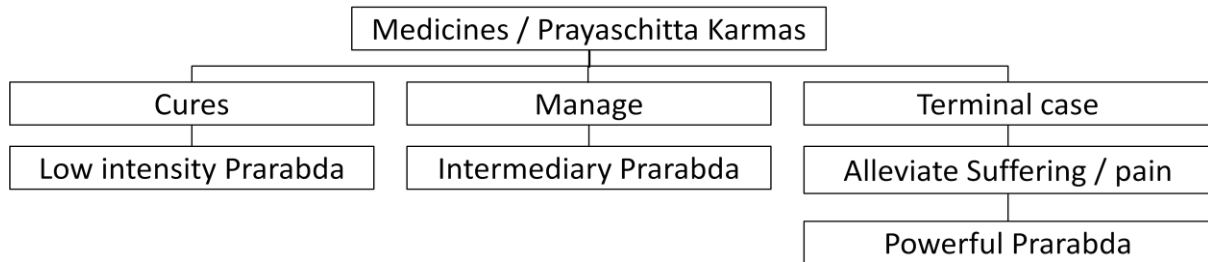 Medicines / Prayaschitta Karmas
Cures
Manage
Terminal case
Low intensity Prarabda
Intermediary Prarabda
Alleviate Suffering / pain
Powerful Prarabda